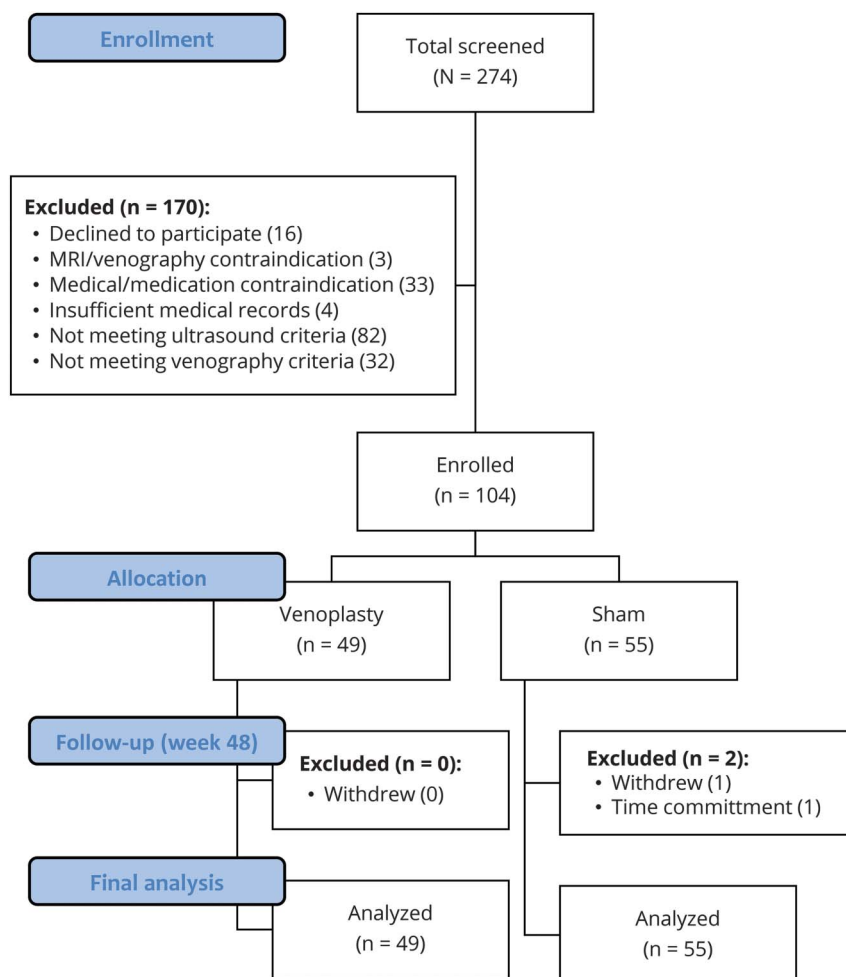 Enrollment
Total screened
(N = 274)
Excluded (n = 170):
• Declined to participate (16)
• MRI/venography contraindication (3)
• Medical/medication contraindication (33)
• Insufficient medical records (4)
• Not meeting ultrasound criteria (82)
• Not meeting venography criteria (32)
Enrolled
(n = 104)
Allocation
Venoplasty
(n = 49)
Sham
(n = 55)
Follow-up (week 48)
Excluded (n = 0):
• Withdrew (0)
Excluded (n = 2):
• Withdrew (1)
• Time committment (1)
Final analysis
Analyzed
(n = 49)
Analyzed
(n = 55)